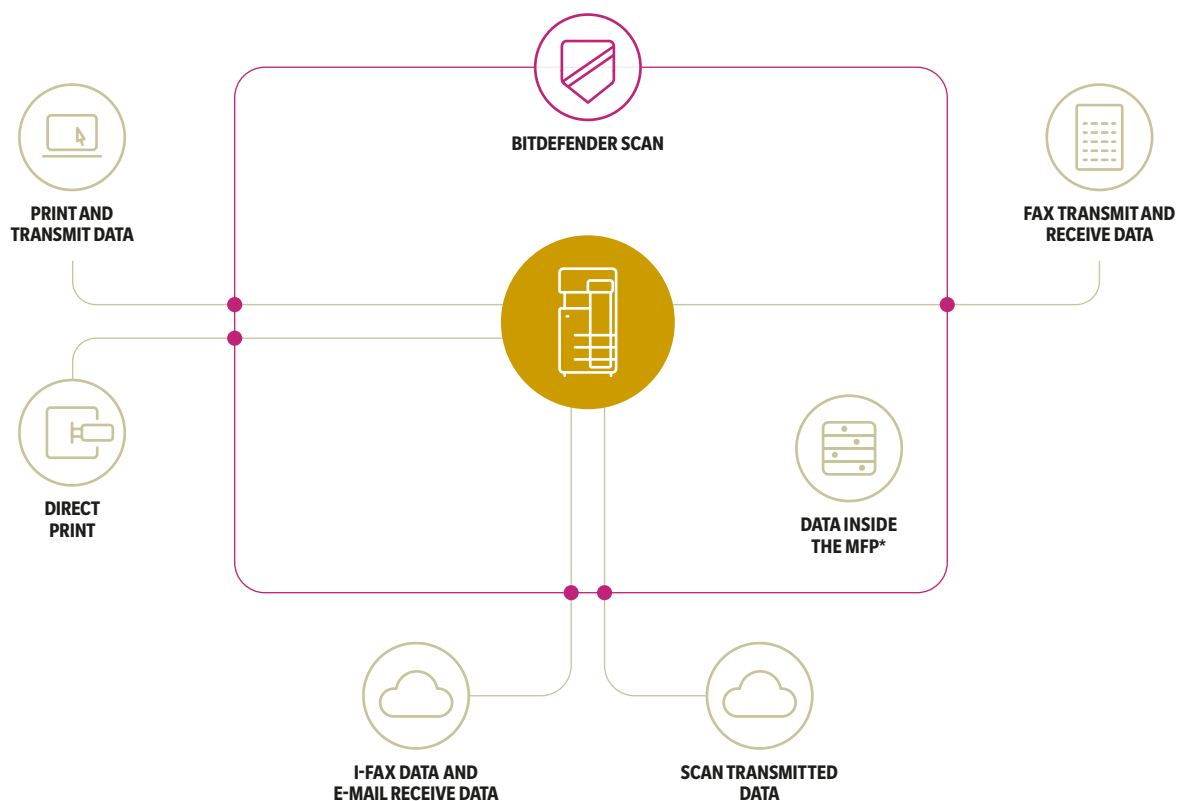 BITDEFENDER SCAN
PRINT AND
TRANSMIT DATA
FAX TRANSMIT AND
RECEIVE DATA
DIRECT
PRINT
DATA INSIDE
THE MFP*
I-FAX DATA AND
E-MAIL RECEIVE DATA
SCAN TRANSMITTED
DATA